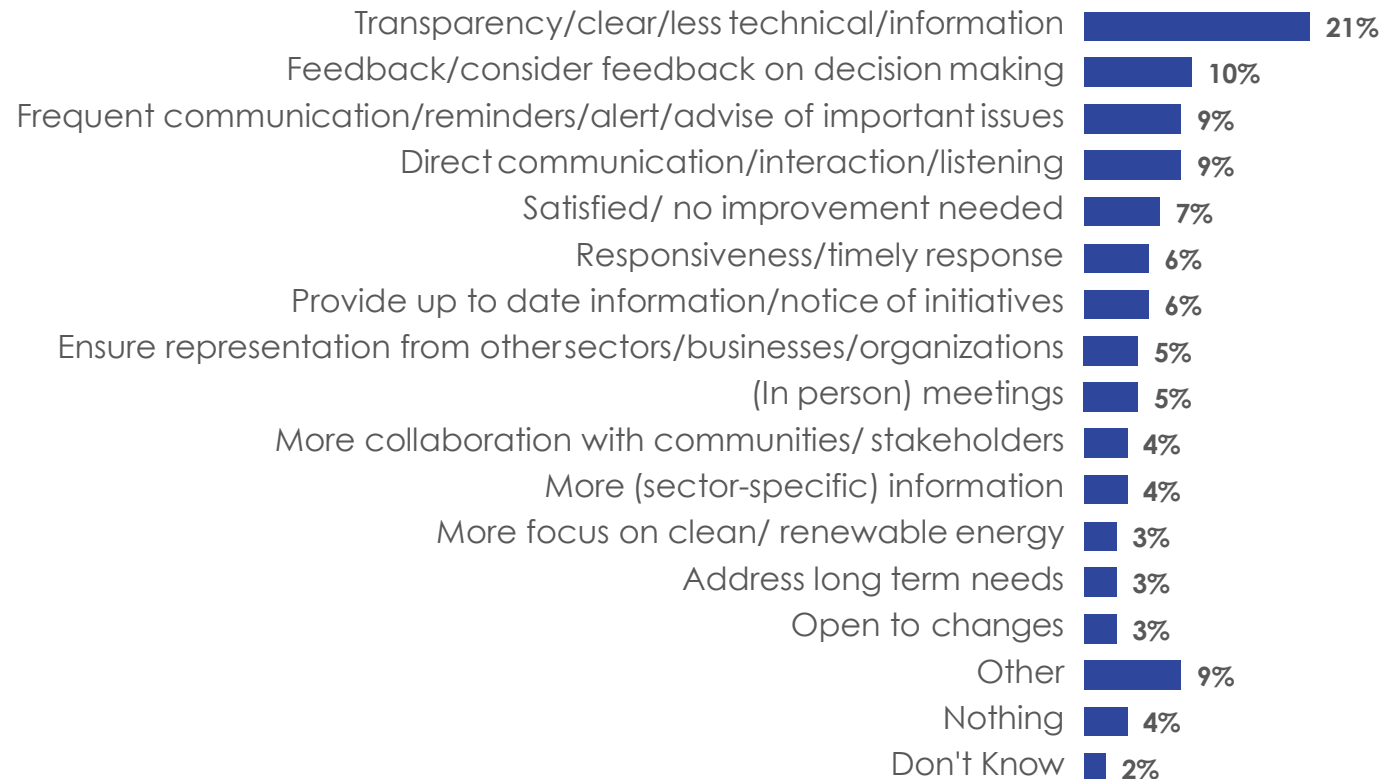 Transparency/clear/less technical/information 21%
Feedback/consider feedback on decision making 10%
Frequent communication/reminders/alert/advise of important issues 9%
Direct communication/interaction/listening 9%
Satisfied/ no improvement needed 7%
Responsiveness/timely response 6%
Provide up to date information/notice of initiatives 6%
Ensure representation from other sectors/businesses/organizations 5%
(In person) meetings 5%
More collaboration with communities/ stakeholders 4%
More (sector-specific) information 4%
More focus on clean/ renewable energy 3%
Address long term needs 3%
Open to changes 3%
Other 9%
Nothing 4%
Don't Know 2%